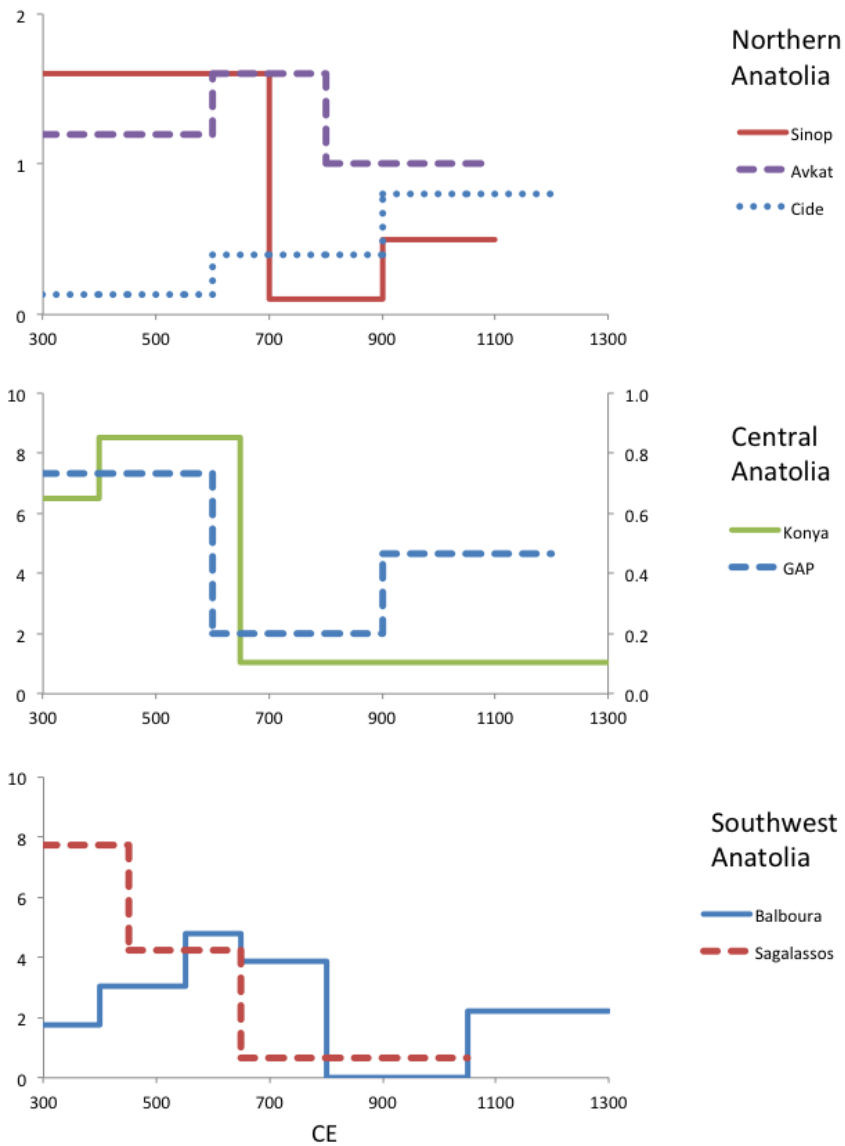 2
1
0
300 500 700 900 1100 1300
Northern
Anatolia
Sinop
Avkat
Cide
10 1.0
8 0.8
6 0.6
4 0.4
2 0.2
0 0.0
300 500 700 900 1100 1300
Central
Anatolia
Konya
GAP
10
8
6
4
2
0
300 500 700 900 1100 1300
CE
Southwest
Anatolia
Balboura
Sagalassos